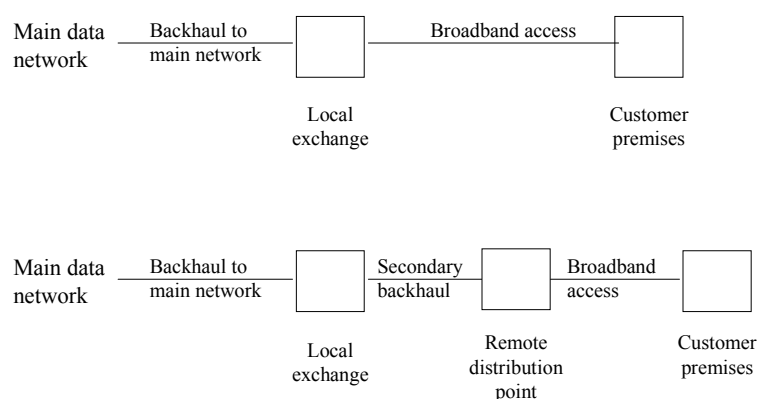 Main data
network
Backhaul to
main network
Broadband access
Local
exchange
Customer
premises
Main data
network
Backhaul to
main network
Secondary
backhaul
Broadband
access
Local
exchange
Remote
distribution
point
Customer
premises